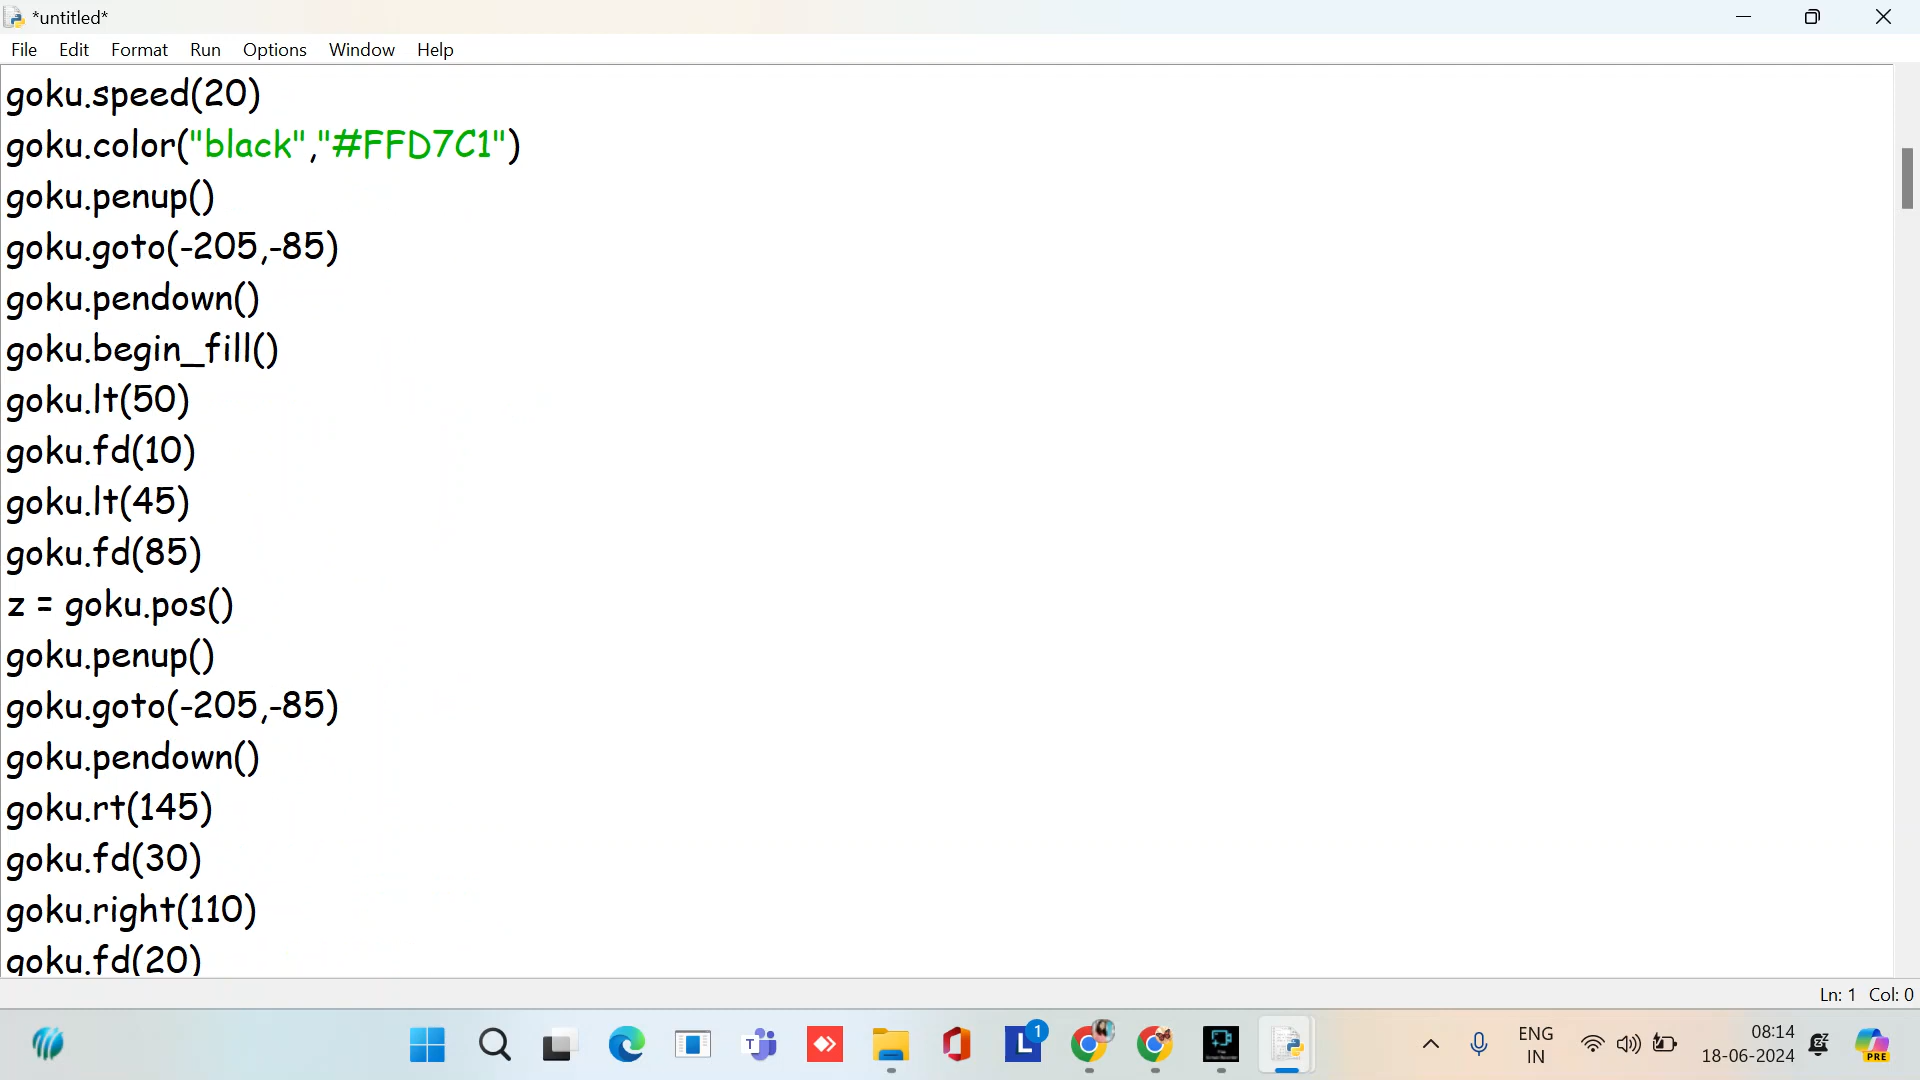 *untitled*
File Edit Format Run Options Window Help
goku.speed(20)
goku.color("black","#FFD7C1")
goku.penup()
goku.goto(-205,-85)
goku.pendown()
goku.begin_fill()
goku.lt(50)
goku.fd(10)
goku.lt(45)
goku.fd(85)
z = goku.pos()
goku.penup()
goku.goto(-205,-85)
goku.pendown()
goku.rt(145)
goku.fd(30)
goku.right(110)
goku.fd(20)
Ln: 1 Col: 0
T
L 1
ENG
IN
08:14
18-06-2024
PRE